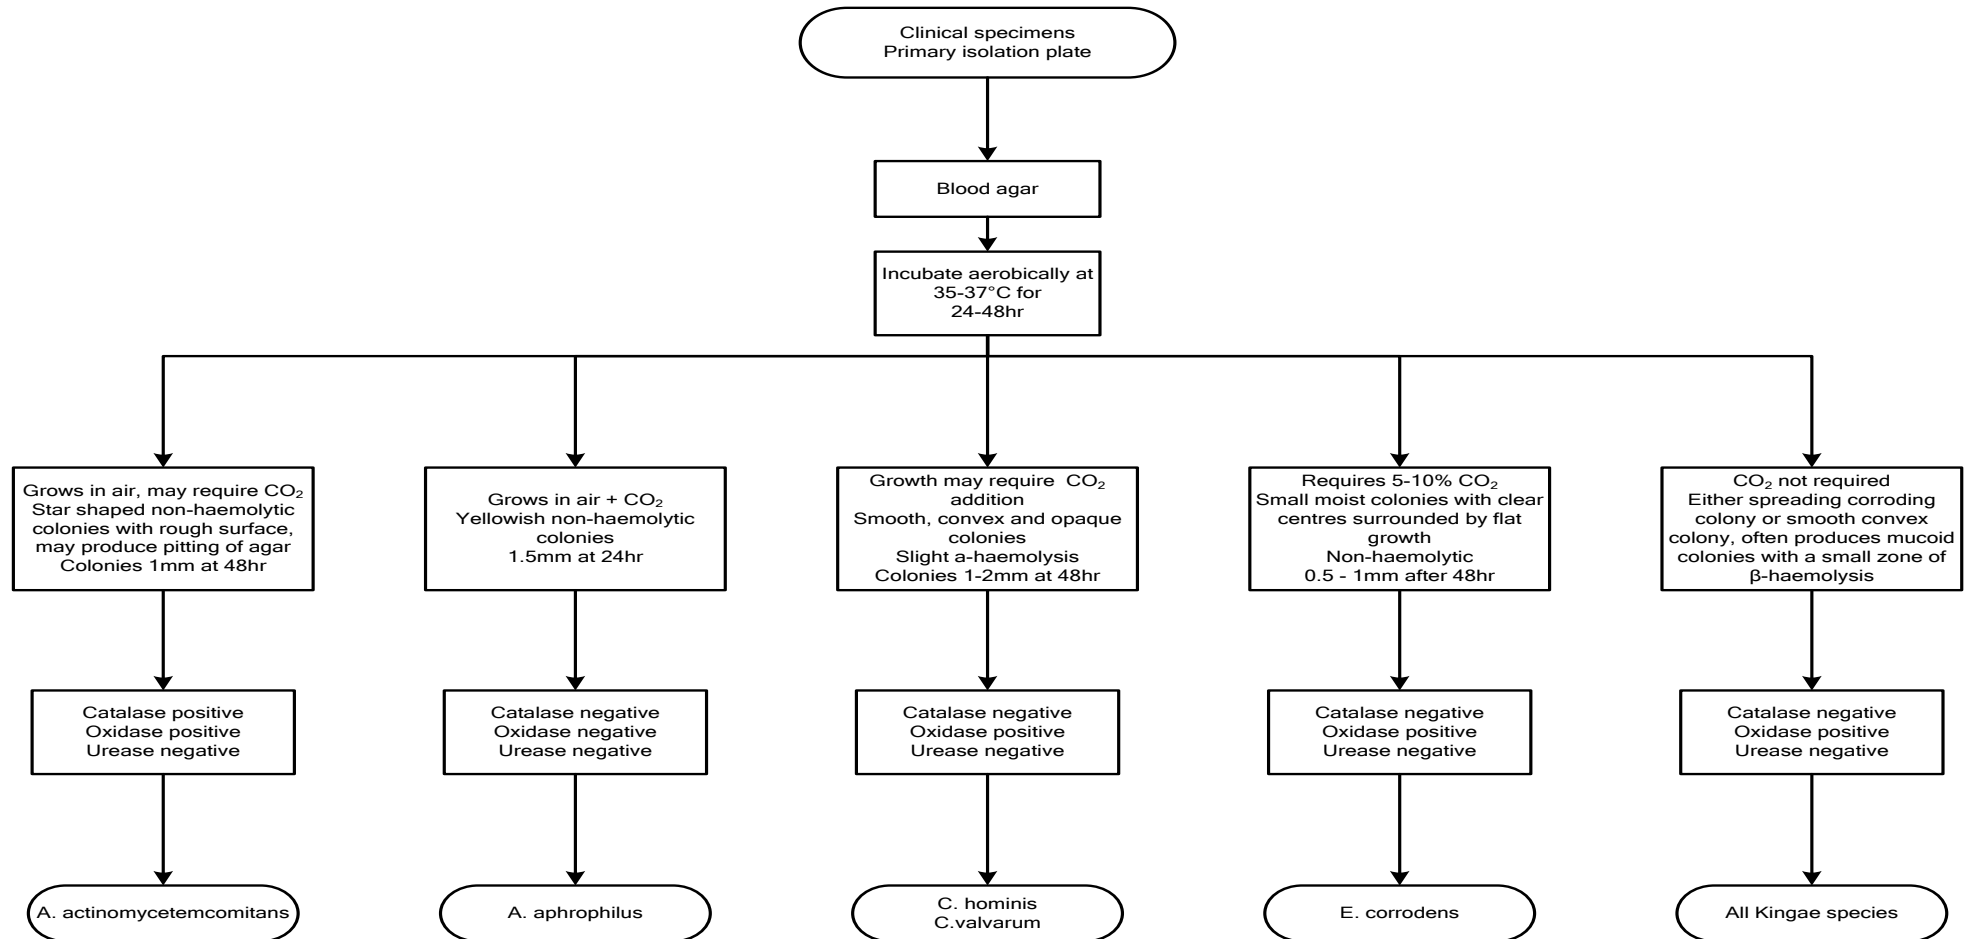 Clinical specimens
Primary isolation plate
Blood agar
Incubate aerobically at
35-37°C for
24-48hr
Grows in air, may require CO₂
Star shaped non-haemolytic
colonies with rough surface,
may produce pitting of agar
Colonies 1mm at 48hr
Grows in air + CO₂
Yellowish non-haemolytic
colonies
1.5mm at 24hr
Growth may require CO₂
addition
Smooth, convex and opaque
colonies
Slight a-haemolysis
Colonies 1-2mm at 48hr
Requires 5-10% CO₂
Small moist colonies with clear
centres surrounded by flat
growth
Non-haemolytic
0.5 - 1mm after 48hr
CO₂ not required
Either spreading corroding
colony or smooth convex
colony, often produces mucoid
colonies with a small zone of
β-haemolysis
Catalase positive
Oxidase positive
Urease negative
Catalase negative
Oxidase negative
Urease negative
Catalase negative
Oxidase positive
Urease negative
Catalase negative
Oxidase positive
Urease negative
Catalase negative
Oxidase positive
Urease negative
A. actinomycetemcomitans
A. aphrophilus
C. hominis
C.valvarum
E. corrodens
All Kingae species